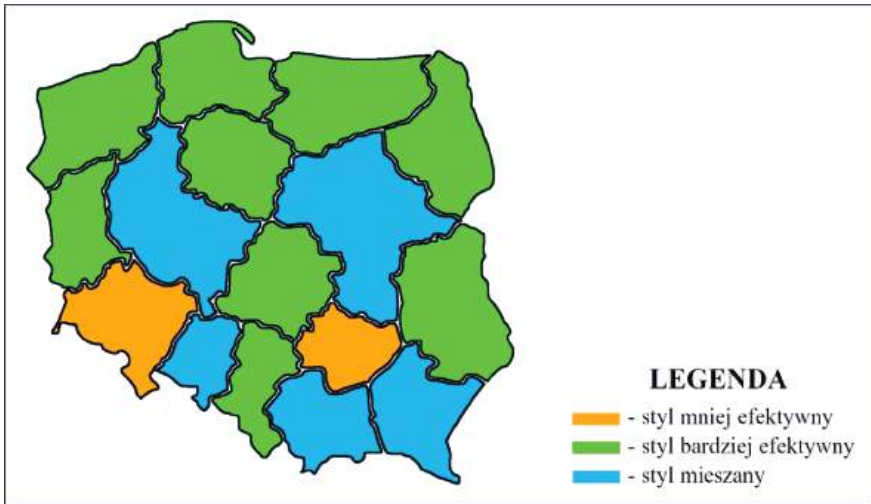 LEGENDA
- styl mniej efektywny
- styl bardziej efektywny
- styl mieszany